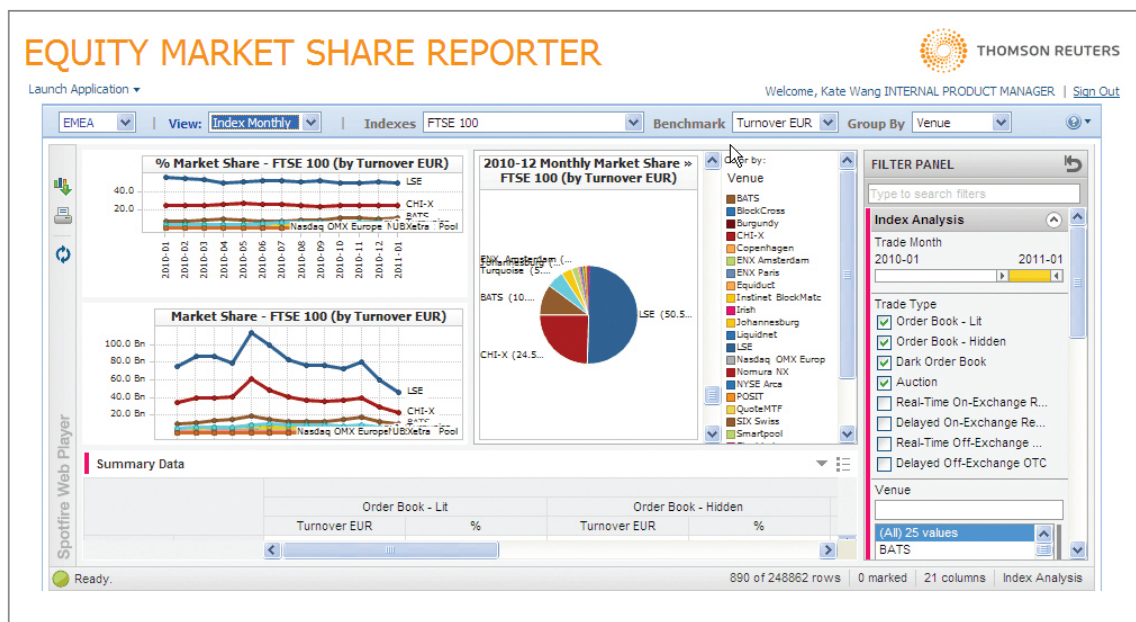 EQUITY MARKET SHARE REPORTER
THOMSON REUTERS
Launch Application
Welcome, Kate Wang INTERNAL PRODUCT MANAGER | Sign Out
EMEA | View: Index Monthly | Indexes FTSE 100 Benchmark Turnover EUR Group By Venue
% Market Share - FTSE 100 (by Turnover EUR)
40.0
20.0
LSE
CHI-X
BATS
Nasdaq OMX Europe
Xetra
Pool
2010-01
2010-02
2010-03
2010-04
2010-05
2010-06
2010-07
2010-08
2010-09
2010-10
2010-11
2010-12
2011-01
Market Share - FTSE 100 (by Turnover EUR)
100.0 Bn
80.0 Bn
60.0 Bn
40.0 Bn
20.0 Bn
LSE
CHI-X
Nasdaq OMX Europe
Xetra
Pool
2010-12 Monthly Market Share »
FTSE 100 (by Turnover EUR)
ENX Amsterdam (...
Johannesburg (...
Turquoise (5....
BATS (10....
CHI-X (24.5...
LSE (50.5...
by:
Venue
BATS
BlockCross
Burgundy
CHI-X
Copenhagen
ENX Amsterdam
ENX Paris
Equiduct
Instinet BlockMatc
Irish
Johannesburg
Liquidnet
LSE
Nasdaq OMX Europ
Nomura NX
NYSE Arca
POSIT
QuoteMTF
SIX Swiss
Smartpool
FILTER PANEL
Type to search filters
Index Analysis
Trade Month
2010-01 2011-01
Trade Type
Order Book - Lit
Order Book - Hidden
Dark Order Book
Auction
Real-Time On-Exchange R...
Delayed On-Exchange Re...
Real-Time Off-Exchange ...
Delayed Off-Exchange OTC
Venue
(All) 25 values
BATS
Spotfire Web Player
Summary Data
Order Book - Lit Order Book - Hidden
Turnover EUR % Turnover EUR %
Ready.
890 of 248862 rows 0 marked 21 columns Index Analysis